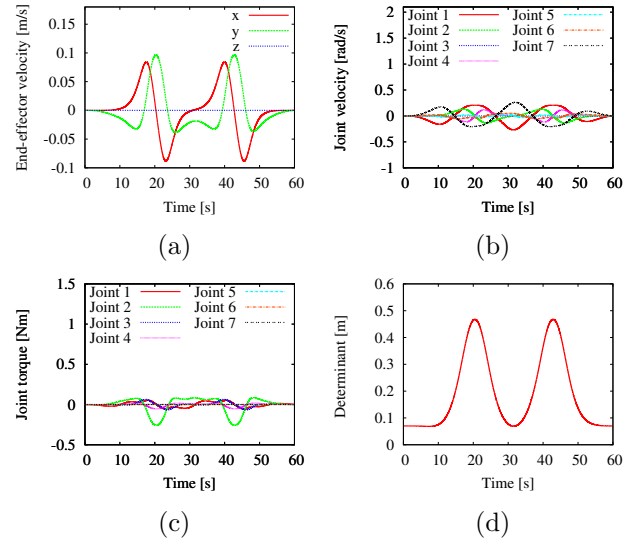 End-effector velocity [m/s]
0.1
0.05
0
-0.05
-0.1
x
y
z
0 10 20 30 40 50 60
Time [s]
(a)
Joint velocity [rad/s]
2
1.5
1
0.5
0
-0.5
-1
Joint 1
Joint 2
Joint 3
Joint 4
Joint 5
Joint 6
Joint 7
0 10 20 30 40 50 60
Time [s]
(b)
Joint torque [Nm]
1.5
1
0.5
0
-0.5
Joint 1
Joint 2
Joint 3
Joint 4
Joint 5
Joint 6
Joint 7
0 10 20 30 40 50 60
Time [s]
(c)
Determinant [m]
0.6
0.5
0.4
0.3
0.2
0.1
0
0 10 20 30 40 50 60
Time [s]
(d)